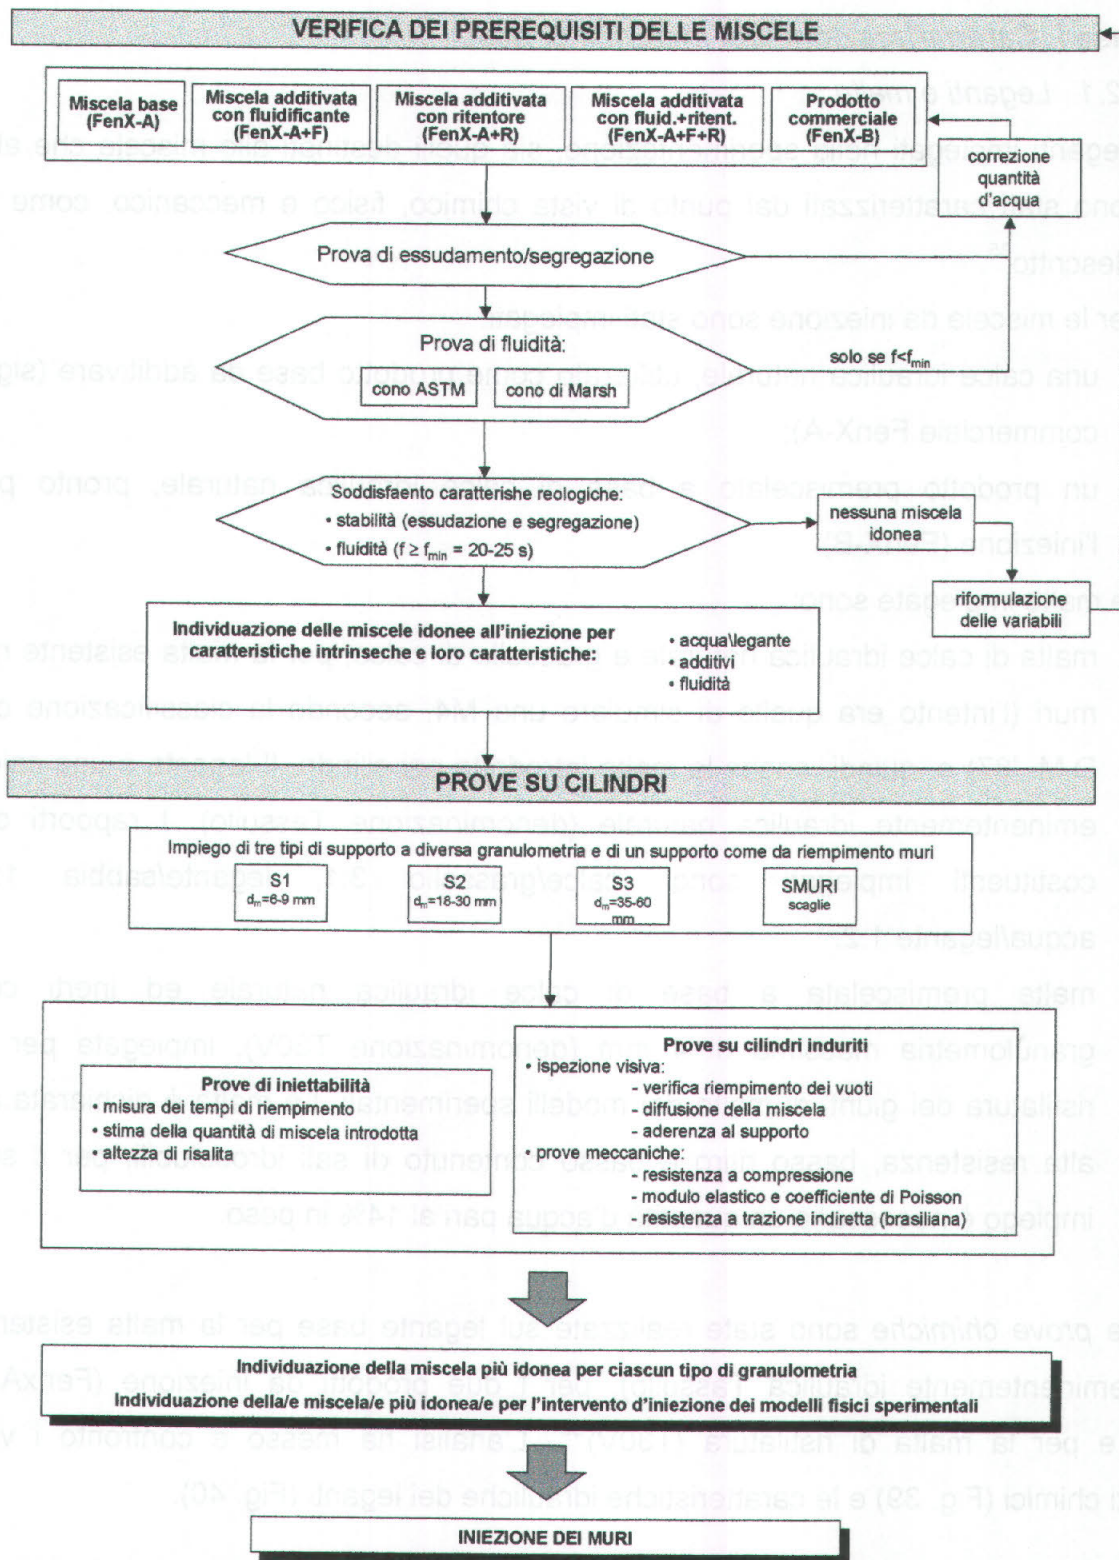 VERIFICA DEI PREREQUISITI DELLE MISCELE
Miscela base
(FenX-A)
Miscela additivata
con fluidificante
(FenX-A+F)
Miscela additivata
con ritentore
(FenX-A+R)
Miscela additivata
con fluid.+ritent.
(FenX-A+F+R)
Prodotto
commerciale
(FenX-B)
correzione
quantità
d'acqua
Prova di essudamento/segregazione
Prova di fluidità:
cono ASTM
cono di Marsh
solo se f<fmin
Soddisfaento caratterishe reologiche:
• stabilità (essudazione e segregazione)
• fluidità (f ≥ fmin = 20-25 s)
nessuna miscela
idonea
riformulazione
delle variabili
Individuazione delle miscele idonee all'iniezione per
caratteristiche intrinseche e loro caratteristiche:
• acqua\legante
• additivi
• fluidità
PROVE SU CILINDRI
Impiego di tre tipi di supporto a diversa granulometria e di un supporto come da riempimento muri
S1
dm=6-9 mm
S2
dm=18-30 mm
S3
dm=35-60
mm
SMURI
scaglie
Prove di iniettabilità
• misura dei tempi di riempimento
• stima della quantità di miscela introdotta
• altezza di risalita
Prove su cilindri induriti
• ispezione visiva:
- verifica riempimento dei vuoti
- diffusione della miscela
- aderenza al supporto
• prove meccaniche:
- resistenza a compressione
- modulo elastico e coefficiente di Poisson
- resistenza a trazione indiretta (brasiliana)
Individuazione della miscela più idonea per ciascun tipo di granulometria
Individuazione della/e miscela/e più idonea/e per l'intervento d'iniezione dei modelli fisici sperimentali
INIEZIONE DEI MURI